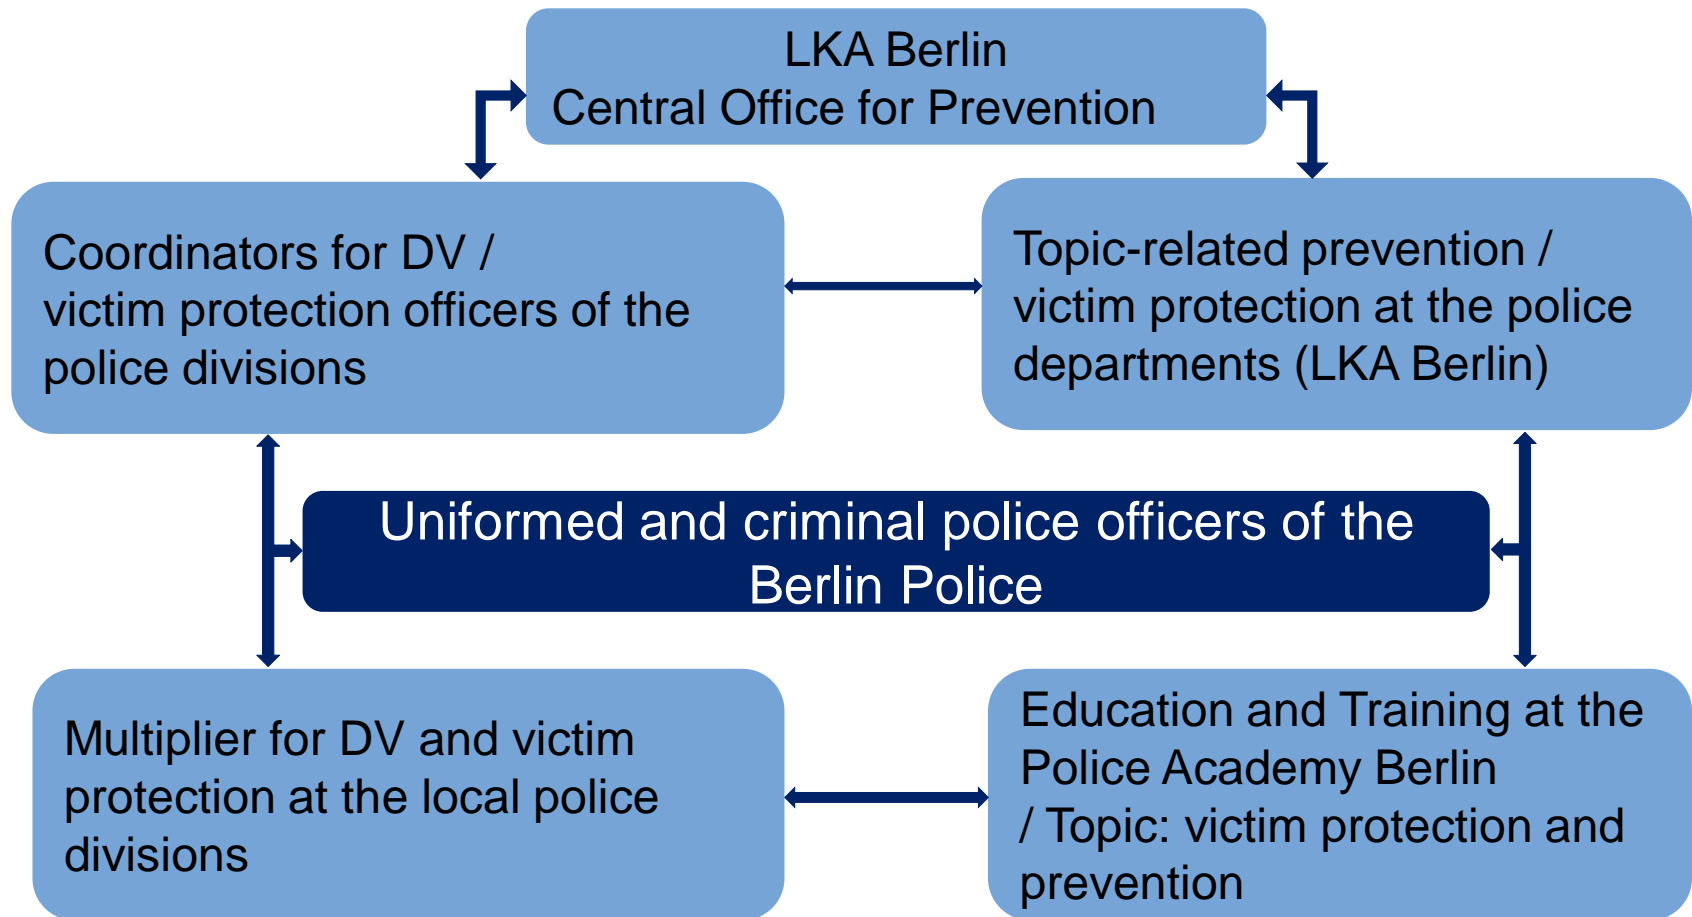 LKA Berlin
Central Office for Prevention
Coordinators for DV /
victim protection officers of the
police divisions
Topic-related prevention /
victim protection at the police
departments (LKA Berlin)
Uniformed and criminal police officers of the
Berlin Police
Multiplier for DV and victim
protection at the local police
divisions
Education and Training at the
Police Academy Berlin
/ Topic: victim protection and
prevention